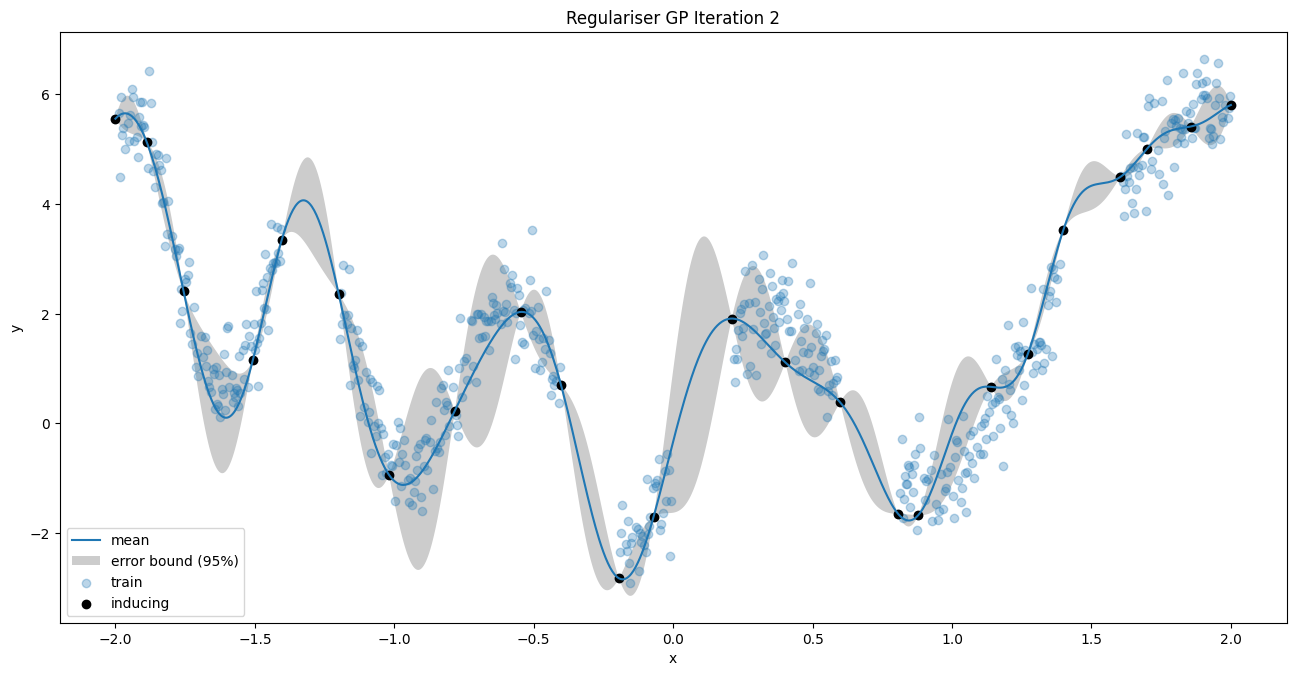 Regulariser GP Iteration 2
6
4
2
0
−2
y
mean
error bound (95%)
train
inducing
−2.0 −1.5 −1.0 −0.5 0.0 0.5 1.0 1.5 2.0
x